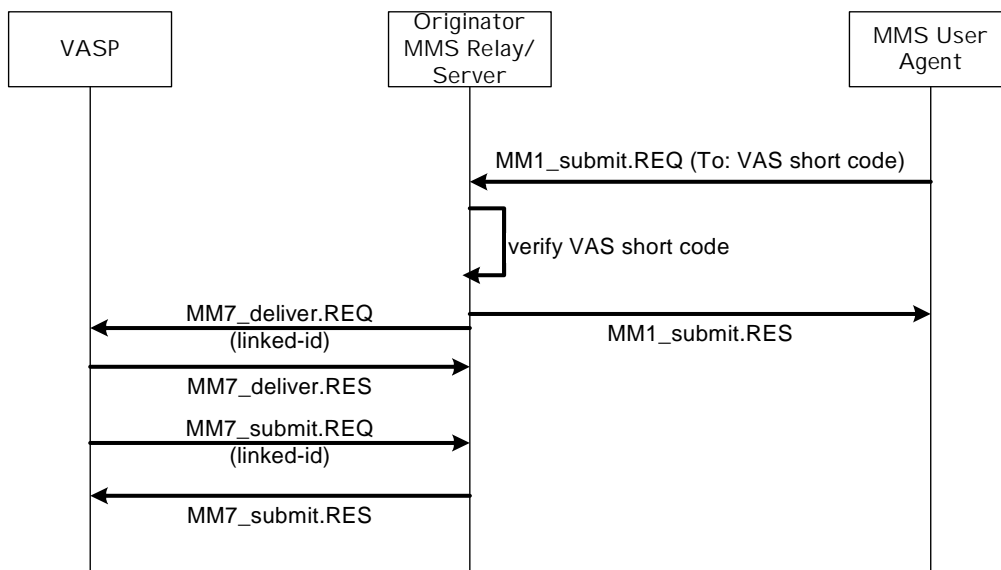 VASP
Originator
MMS Relay/
Server
MMS User
Agent
MM1_submit.REQ (To: VAS short code)
verify VAS short code
MM7_deliver.REQ
(linked-id)
MM1_submit.RES
MM7_deliver.RES
MM7_submit.REQ
(linked-id)
MM7_submit.RES